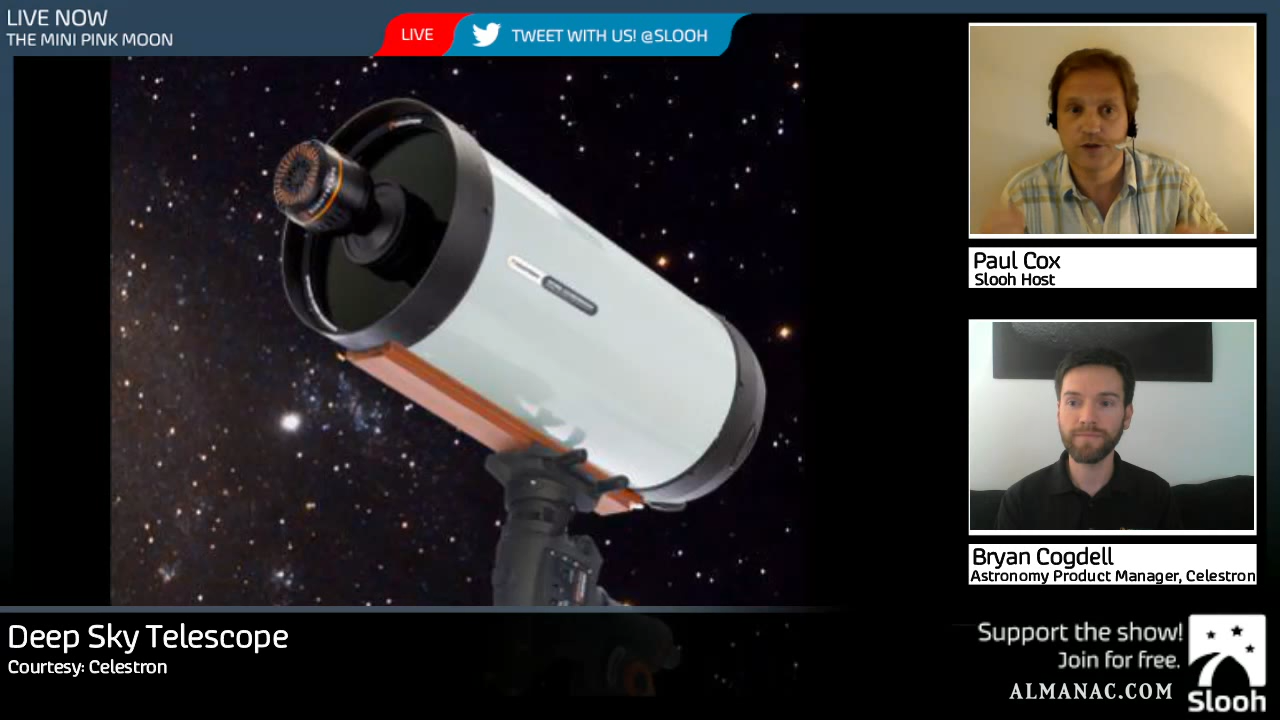 LIVE NOW
THE MINI PINK MOON
LIVE
TWEET WITH US! @SLOOH
Paul Cox
Slooh Host
Bryan Cogdell
Astronomy Product Manager, Celestron
Deep Sky Telescope
Courtesy: Celestron
Support the show!
Join for free.
ALMANAC.COM
Slooh